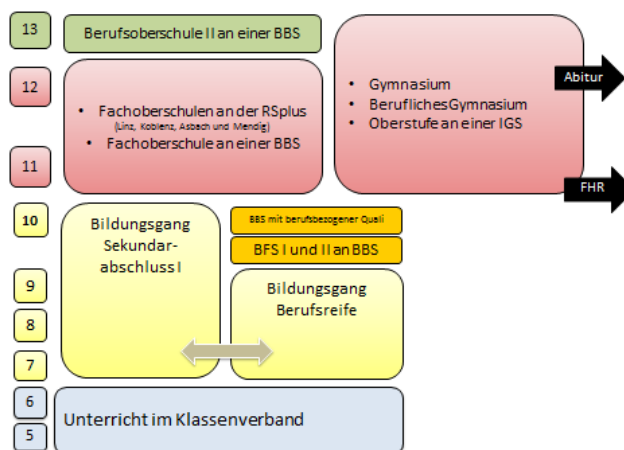 13
Berufsoberschule II an einer BBS
12
11
• Fachoberschulen an der RSplus
(Linz, Koblenz, Asbach und Mendig)
• Fachoberschule an einer BBS
• Gymnasium
• Berufliches Gymnasium
• Oberstufe an einer IGS
Abitur
FHR
10
9
8
7
Bildungsgang
Sekundar-
abschluss I
BBS mit berufsbezogener Quali
BFS I und II an BBS
Bildungsgang
Berufsreife
6
5
Unterricht im Klassenverband